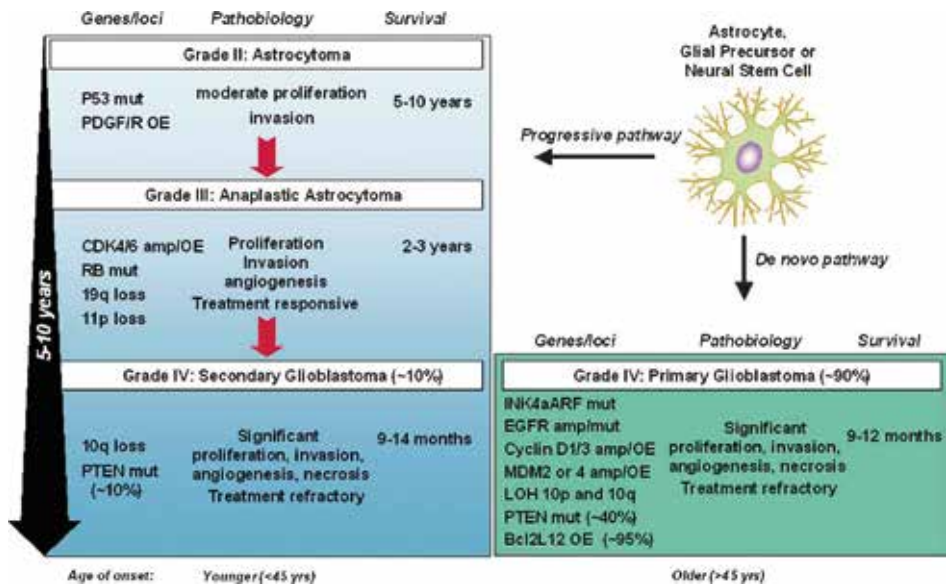 Genes/loci Pathobiology Survival
Grade II: Astrocytoma
P53 mut
PDGF/R OE
moderate proliferation
invasion
5-10 years
Grade III: Anaplastic Astrocytoma
CDK4/6 amp/OE
RB mut
19q loss
11p loss
Proliferation
Invasion
angiogenesis
Treatment responsive
2-3 years
Grade IV: Secondary Glioblastoma (~10%)
10q loss
PTEN mut
(~10%)
Significant
proliferation, invasion,
angiogenesis, necrosis
Treatment refractory
9-14 months
5-10 years
Age of onset: Younger (<45 yrs)
Astrocyte,
Glial Precursor or
Neural Stem Cell
Progressive pathway
De novo pathway
Genes/loci Pathobiology Survival
Grade IV: Primary Glioblastoma (~90%)
INK4aARF mut
EGFR amp/mut
Cyclin D1/3 amp/OE
MDM2 or 4 amp/OE
LOH 10p and 10q
PTEN mut (~40%)
Bcl2L12 OE (~95%)
Significant
proliferation, invasion,
angiogenesis, necrosis
Treatment refractory
9-12 months
Older (>45 yrs)